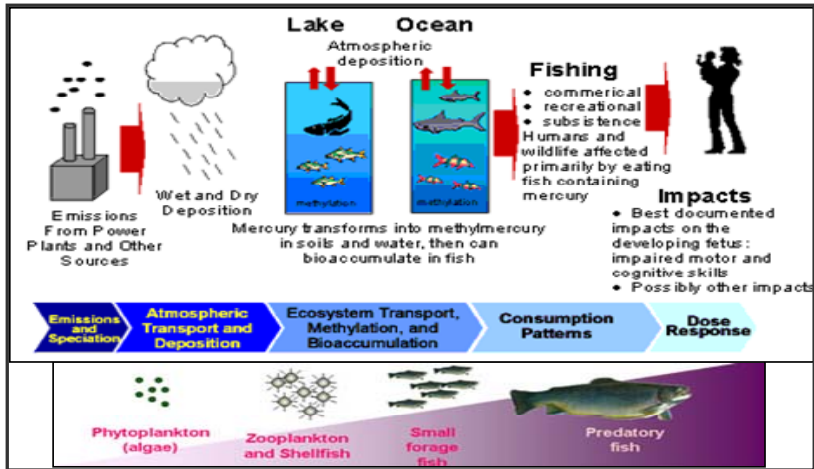 Lake
Ocean
Atmospheric
deposition
Emissions
From Power
Plants and Other
Sources
Wet and Dry
Deposition
methylation
methylation
Mercury transforms into methylmercury
in soils and water, then can
bioaccumulate in fish
Fishing
• commerical
• recreational
• subsistence
Humans and
wildlife affected
primarily by eating
fish containing
mercury
Impacts
• Best documented
impacts on the
developing fetus:
impaired motor and
cognitive skills
• Possibly other impacts
Emissions
and
Speciation
Atmospheric
Transport and
Deposition
Ecosystem Transport,
Methylation, and
Bioaccumulation
Consumption
Patterns
Dose
Response
Phytoplankton
(algae)
Zooplankton
and Shellfish
Small
forage
fish
Predatory
fish